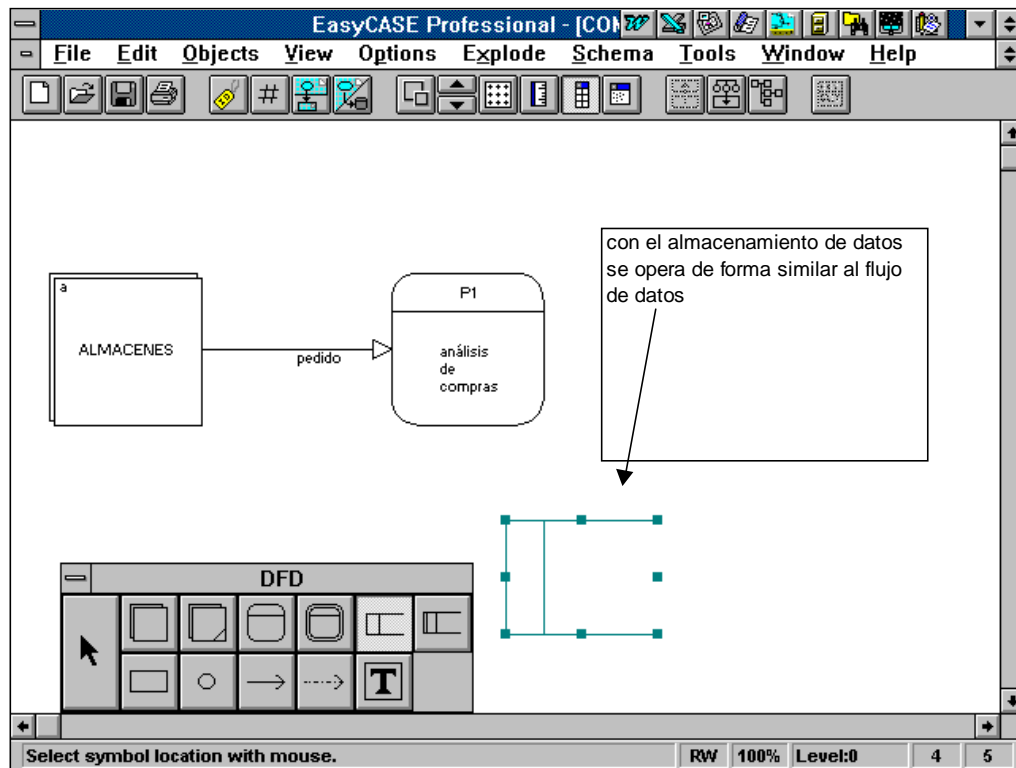 EasyCASE Professional - [CON
File Edit Objects View Options Explode Schema Tools Window Help
#
con el almacenamiento de datos
se opera de forma similar al flujo
de datos
a
ALMACENES
pedido
P1
análisis
de
compras
DFD
T
Select symbol location with mouse.
RW 100% Level:0 4 5